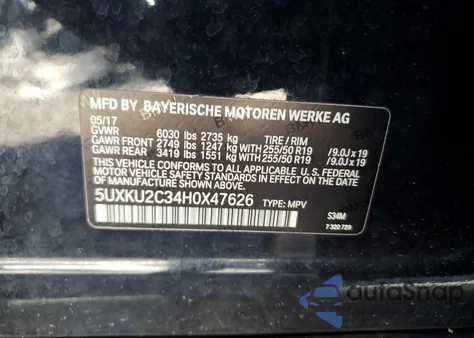 MFD BY BAYERISCHE MOTOREN WERKE AG
05/17
GVWR 6030 lbs 2735 kg TIRE / RIM
GAR FRONT 2749 lbs 1247 kg WITH 255/50 R19 /9.0J x 19
GAR REAR 3419 lbs 1551 kg WITH 255/50 R19 /9.0J x 19
THIS VEHICLE CONFORMS TO ALL APPLICABLE
U.S. FEDERAL MOTOR VEHICLE SAFETY STANDARDS
IN EFFECT ON THE DATE OF MANUFACTURE
SHOWN ABOVE.
5UXKU2C34H0X47626 TYPE: MPV
S34M
7 320 729
autoSnap